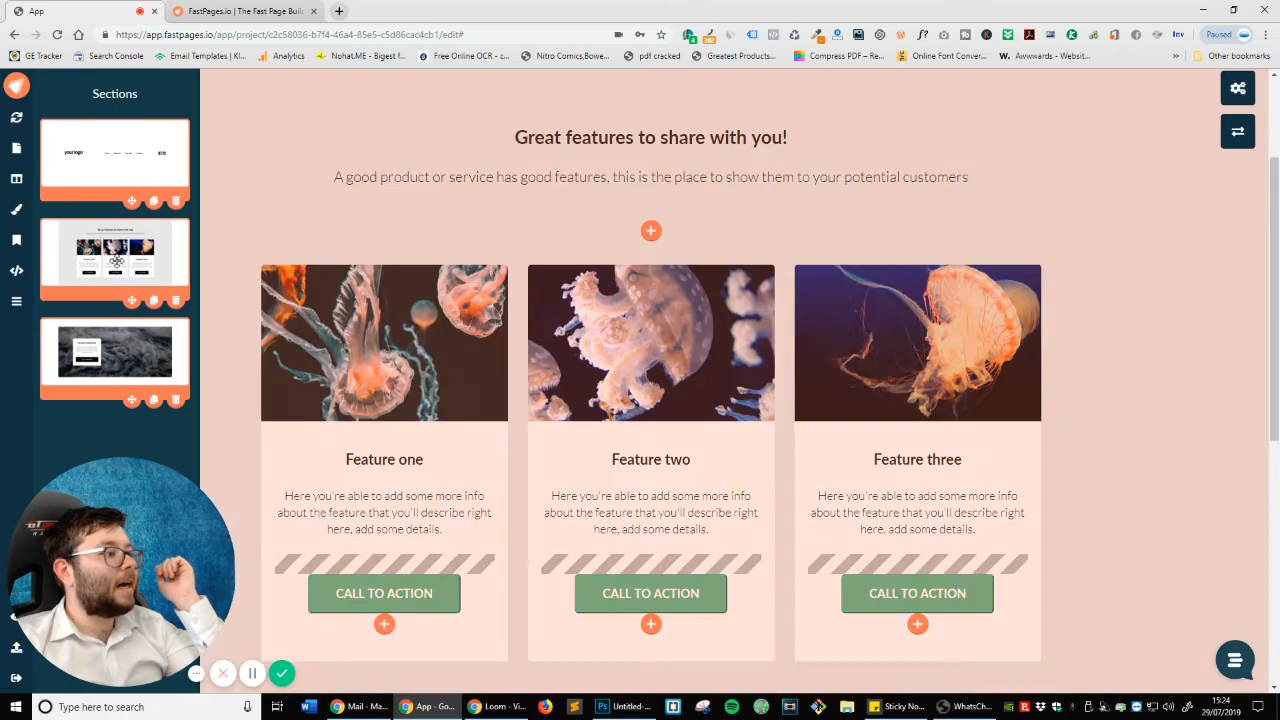 App
FastPages.io | The Fast Page Buil
https://app.fastpages.io/app/project/c2c58036-b7f4-46a4-85e5-c5d86cac4cb1/edit#
Inv
Paused
GE Tracker
Search Console
Email Templates | Kl
Analytics
NohatME - Bigest f
Free Online OCR - c
Nitro Comics,Bowe
pdf cracked
Greatest Products
Compress PDF – Re
Online Font Conver
Awwwards - Websit
Other bookmarks
Sections
yourlogo
Great features to share with you!
A good product or service has good features, this is the place to show them to your potential customers
Feature one
Feature two
Feature three
Here you're able to add some more info
about the feature that you'll describe right
here, add some details.
Here you're able to add some more info
about the feature that you'll describe right
here, add some details.
Here you're able to add some more info
about the feature that you'll describe right
here, add some details.
CALL TO ACTION
CALL TO ACTION
CALL TO ACTION
Type here to search
Mail - Ma...
App - Go...
Loom – Vi...
Untitled-...
Sticky No...
WhatsCh...
15:24
29/07/2019